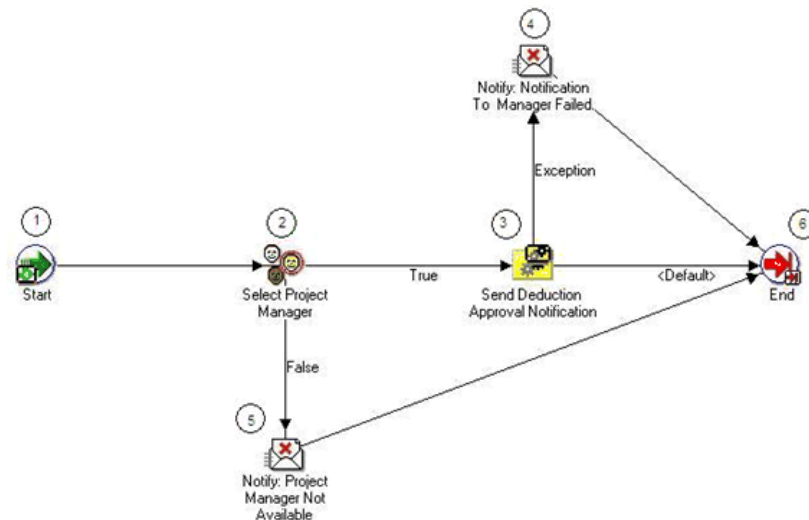 4
Notify: Notification
To Manager Failed
Exception
1
2
3
6
Start
Select Project
Manager
True
Send Deduction
Approval Notification
<Default>
End
False
5
Notify: Project
Manager Not
Available